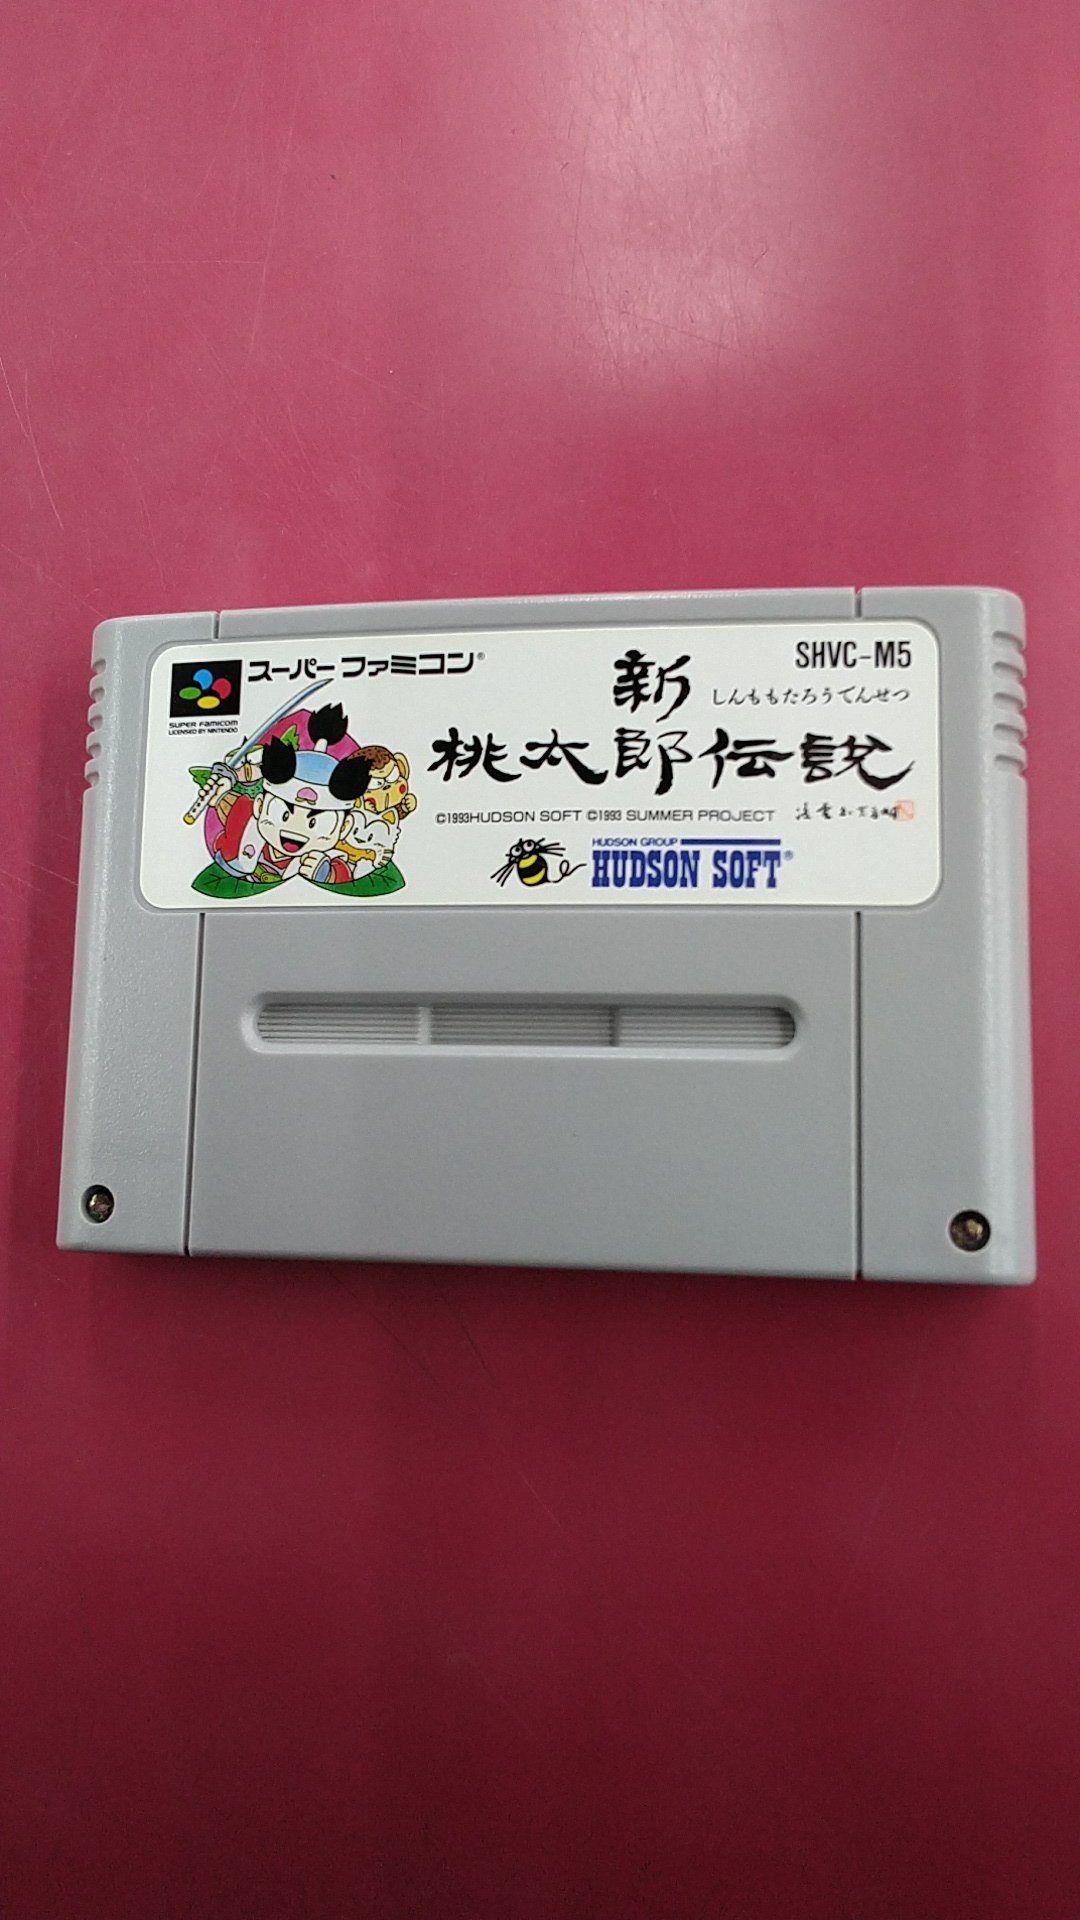 スーパーファミコン®
SUPER FAMICOM
LICENSED BY NINTENDO
SHVC-M5
新
しんももたろうでんせつ
桃太郎伝説
©1993HUDSON SOFT ©1993 SUMMER PROJECT
HUDSON GROUP
HUDSON SOFT®